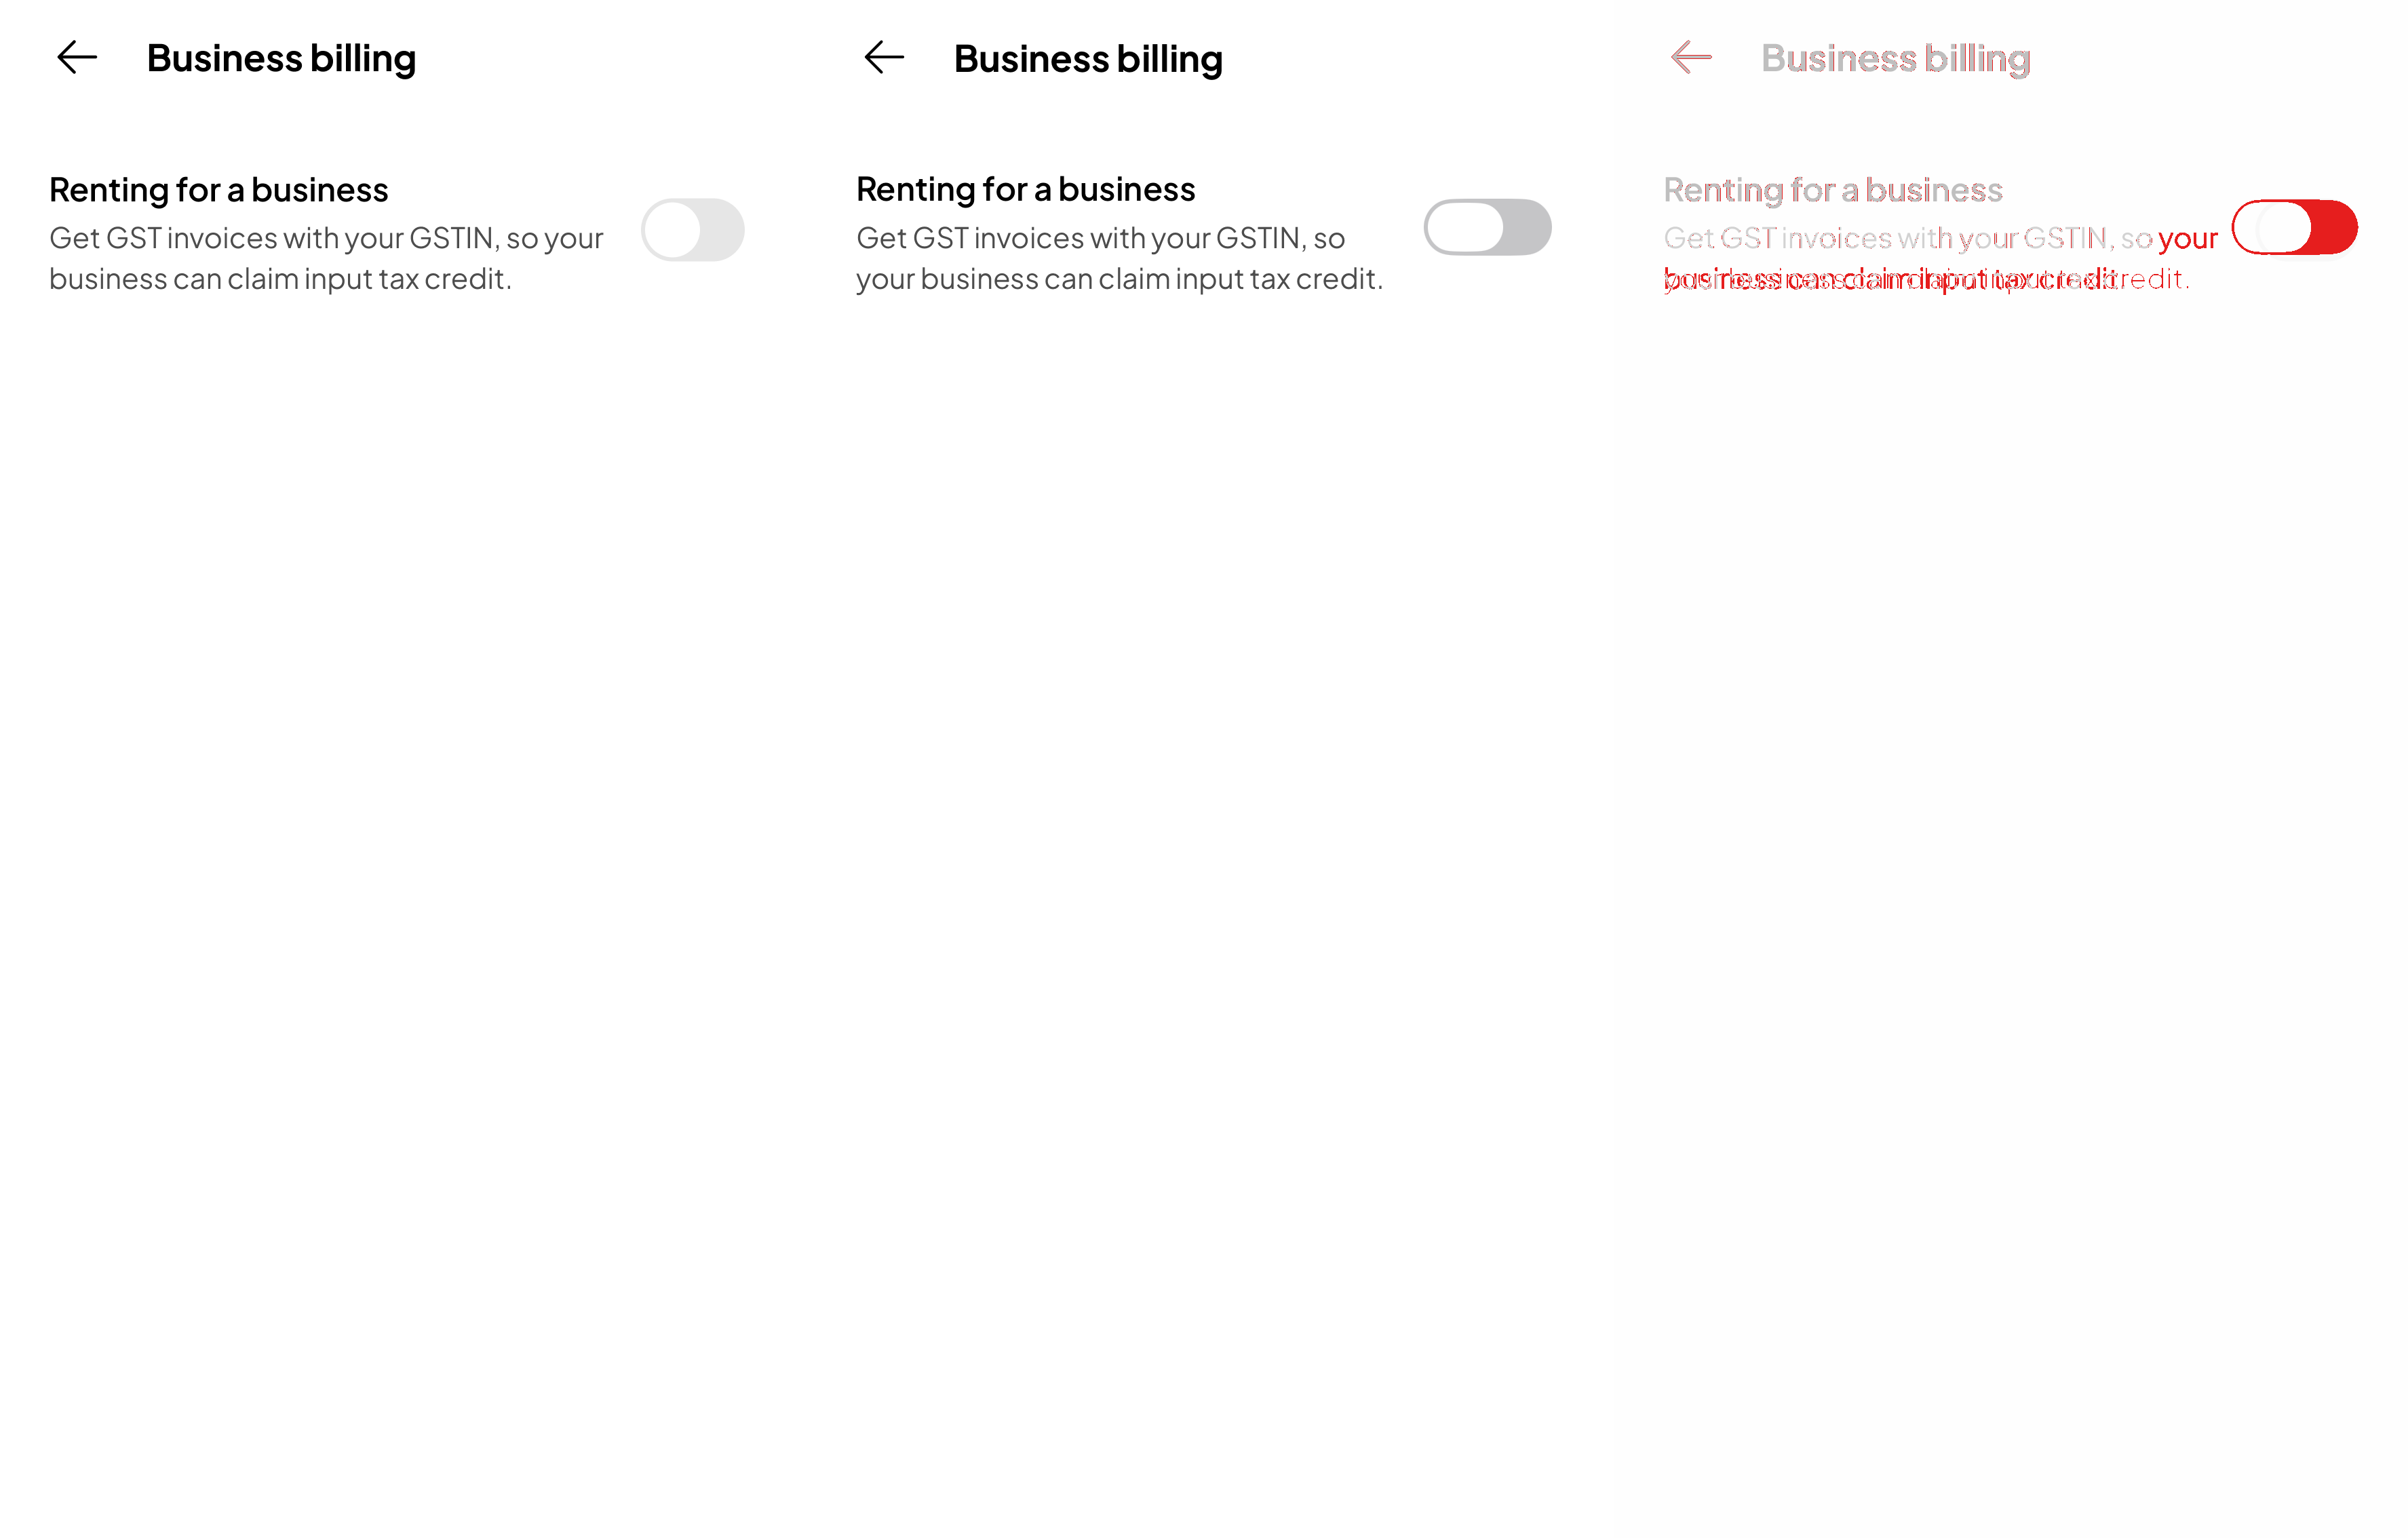 Business billing
Renting for a business
Get GST invoices with your GSTIN, so your
business can claim input tax credit.
Business billing
Renting for a business
Get GST invoices with your GSTIN, so
your business can claim input tax credit.
Business billing
Renting for a business
Get GST invoices with your GSTIN, so your